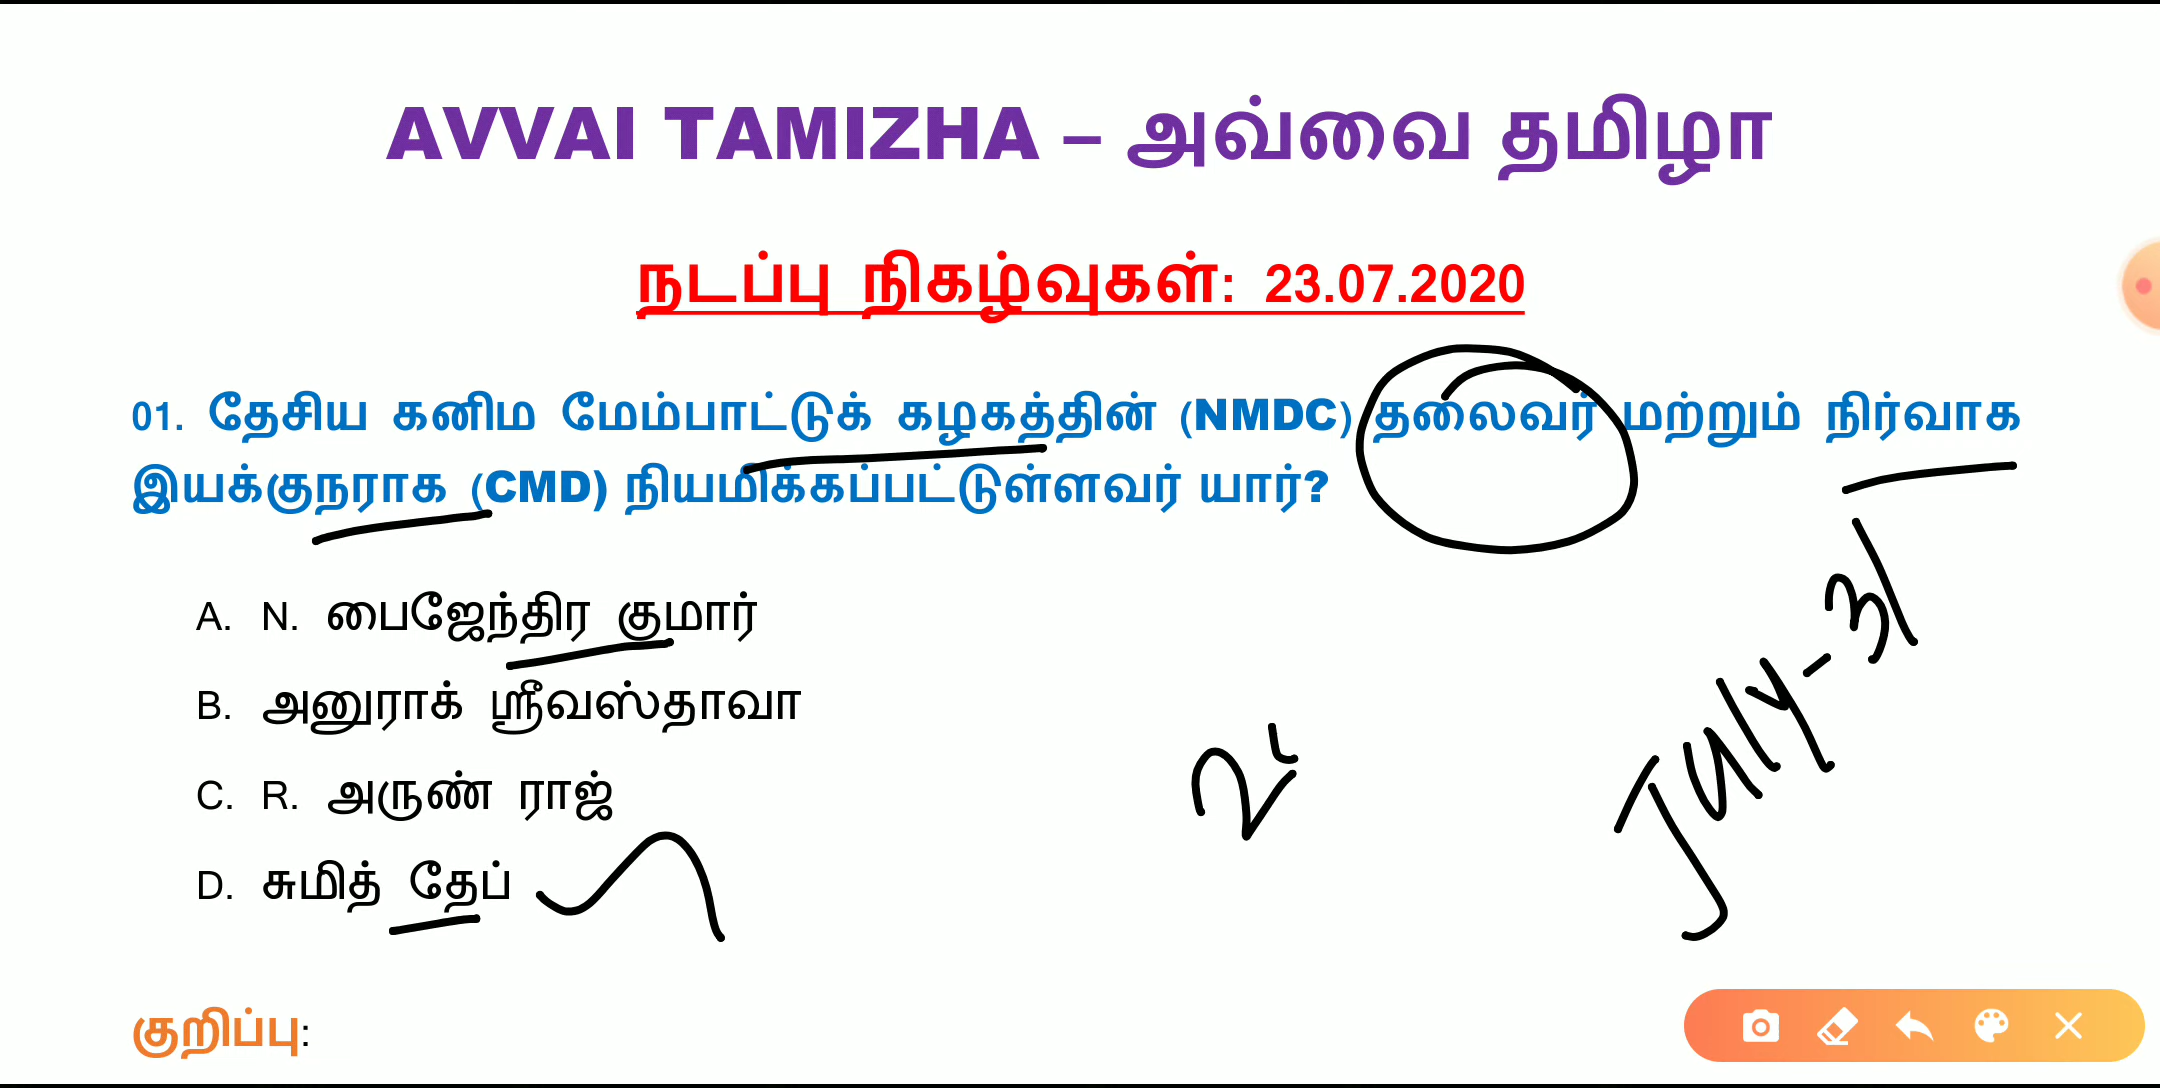 AVVAI TAMIZHA – அவ்வை தமிழா
நடப்பு நிகழ்வுகள்: 23.07.2020
01. தேசிய கனிம மேம்பாட்டுக் கழகத்தின் (NMDC) தலைவர் மற்றும் நிர்வாக
இயக்குநராக (CMD) நியமிக்கப்பட்டுள்ளவர் யார்?
A. N. பைஜேந்திர குமார்
B. அனுராக் ஸ்ரீவஸ்தாவா
C. R. அருண் ராஜ்
D. சுமித் தேப்
July-31
குறிப்பு: